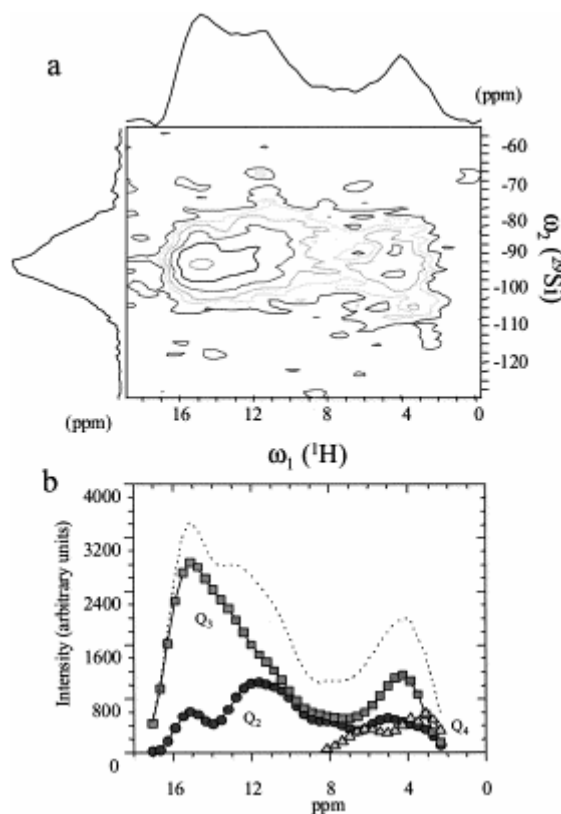 a
(ppm)
-60
-70
-80
-90
-100
-110
-120
ω₂ (²⁹Si)
(ppm)
16
12
8
4
0
ω₁ (¹H)
b
Intensity (arbitrary units)
4000
3200
2400
1600
800
0
Q₃
Q₂
Q₄
16
12
8
4
0
ppm